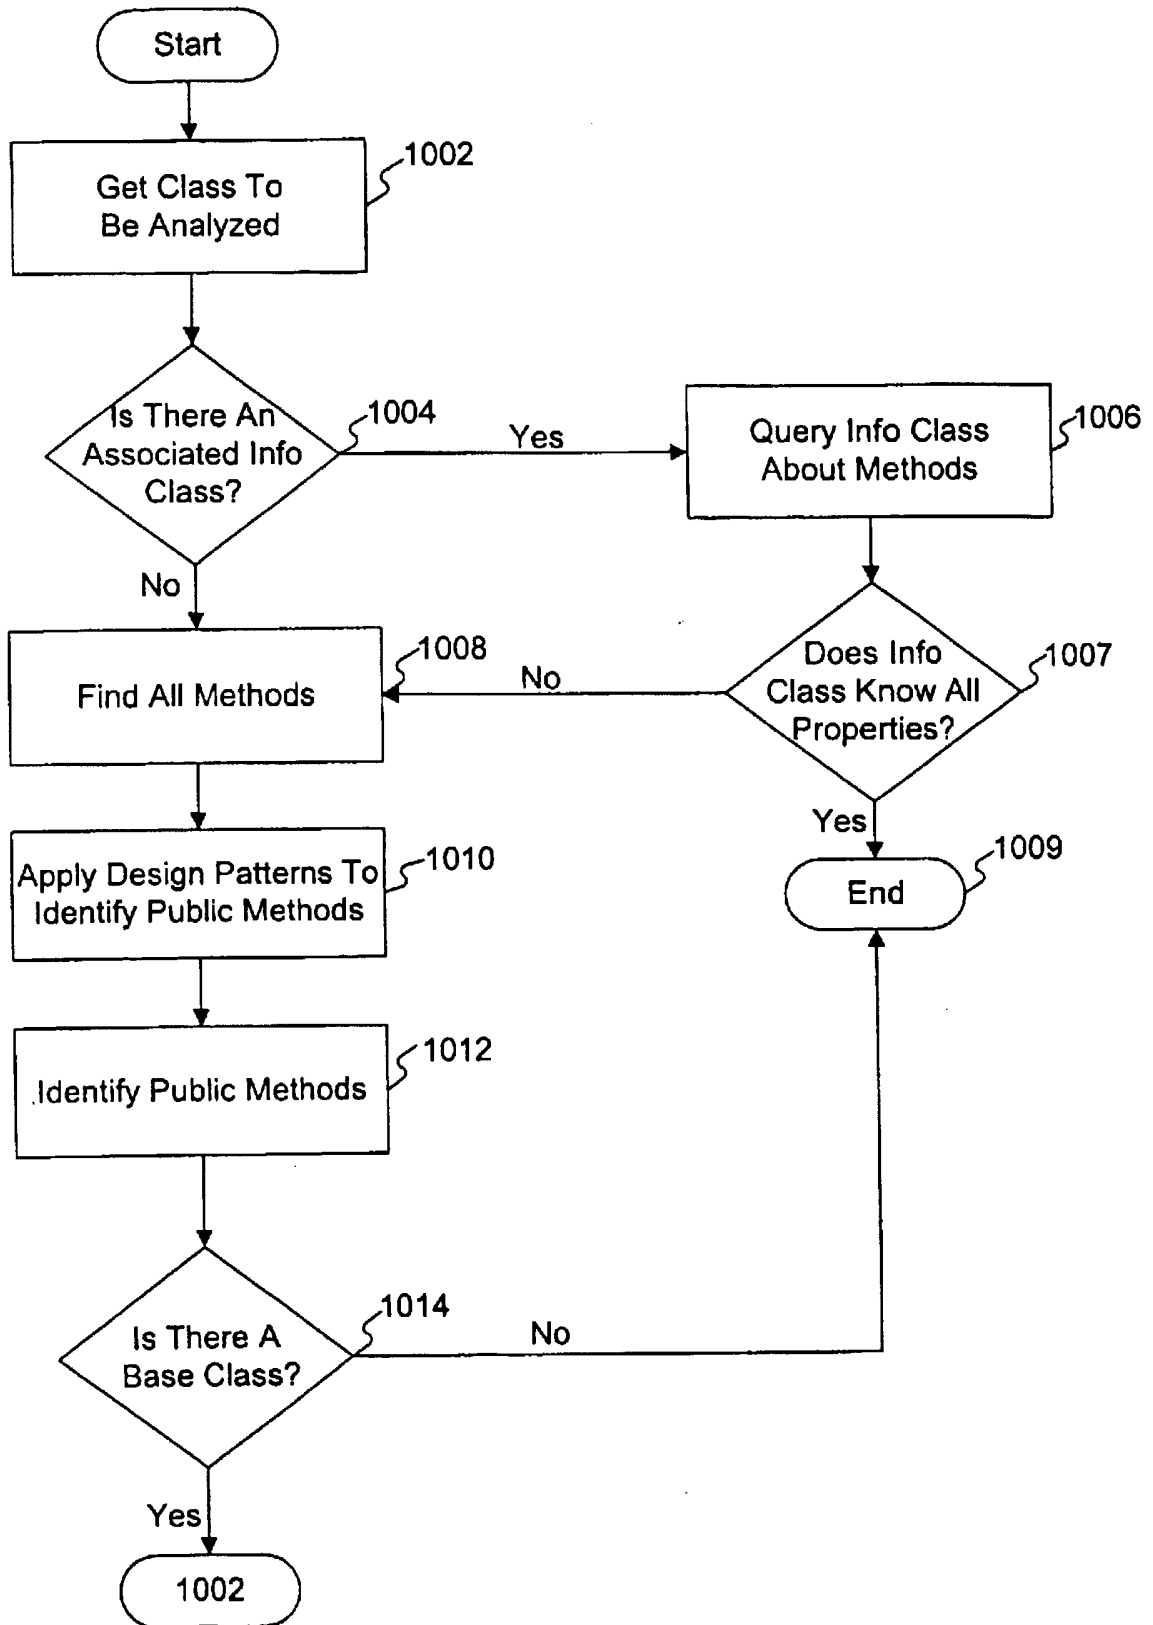 Start
1002
Get Class To
Be Analyzed
Is There An
Associated Info
Class?
1004
Yes
Query Info Class
About Methods
1006
No
Find All Methods
1008
No
Does Info
Class Know All
Properties?
1007
Yes
End
1009
Apply Design Patterns To
Identify Public Methods
1010
Identify Public Methods
1012
Is There A
Base Class?
1014
No
Yes
1002